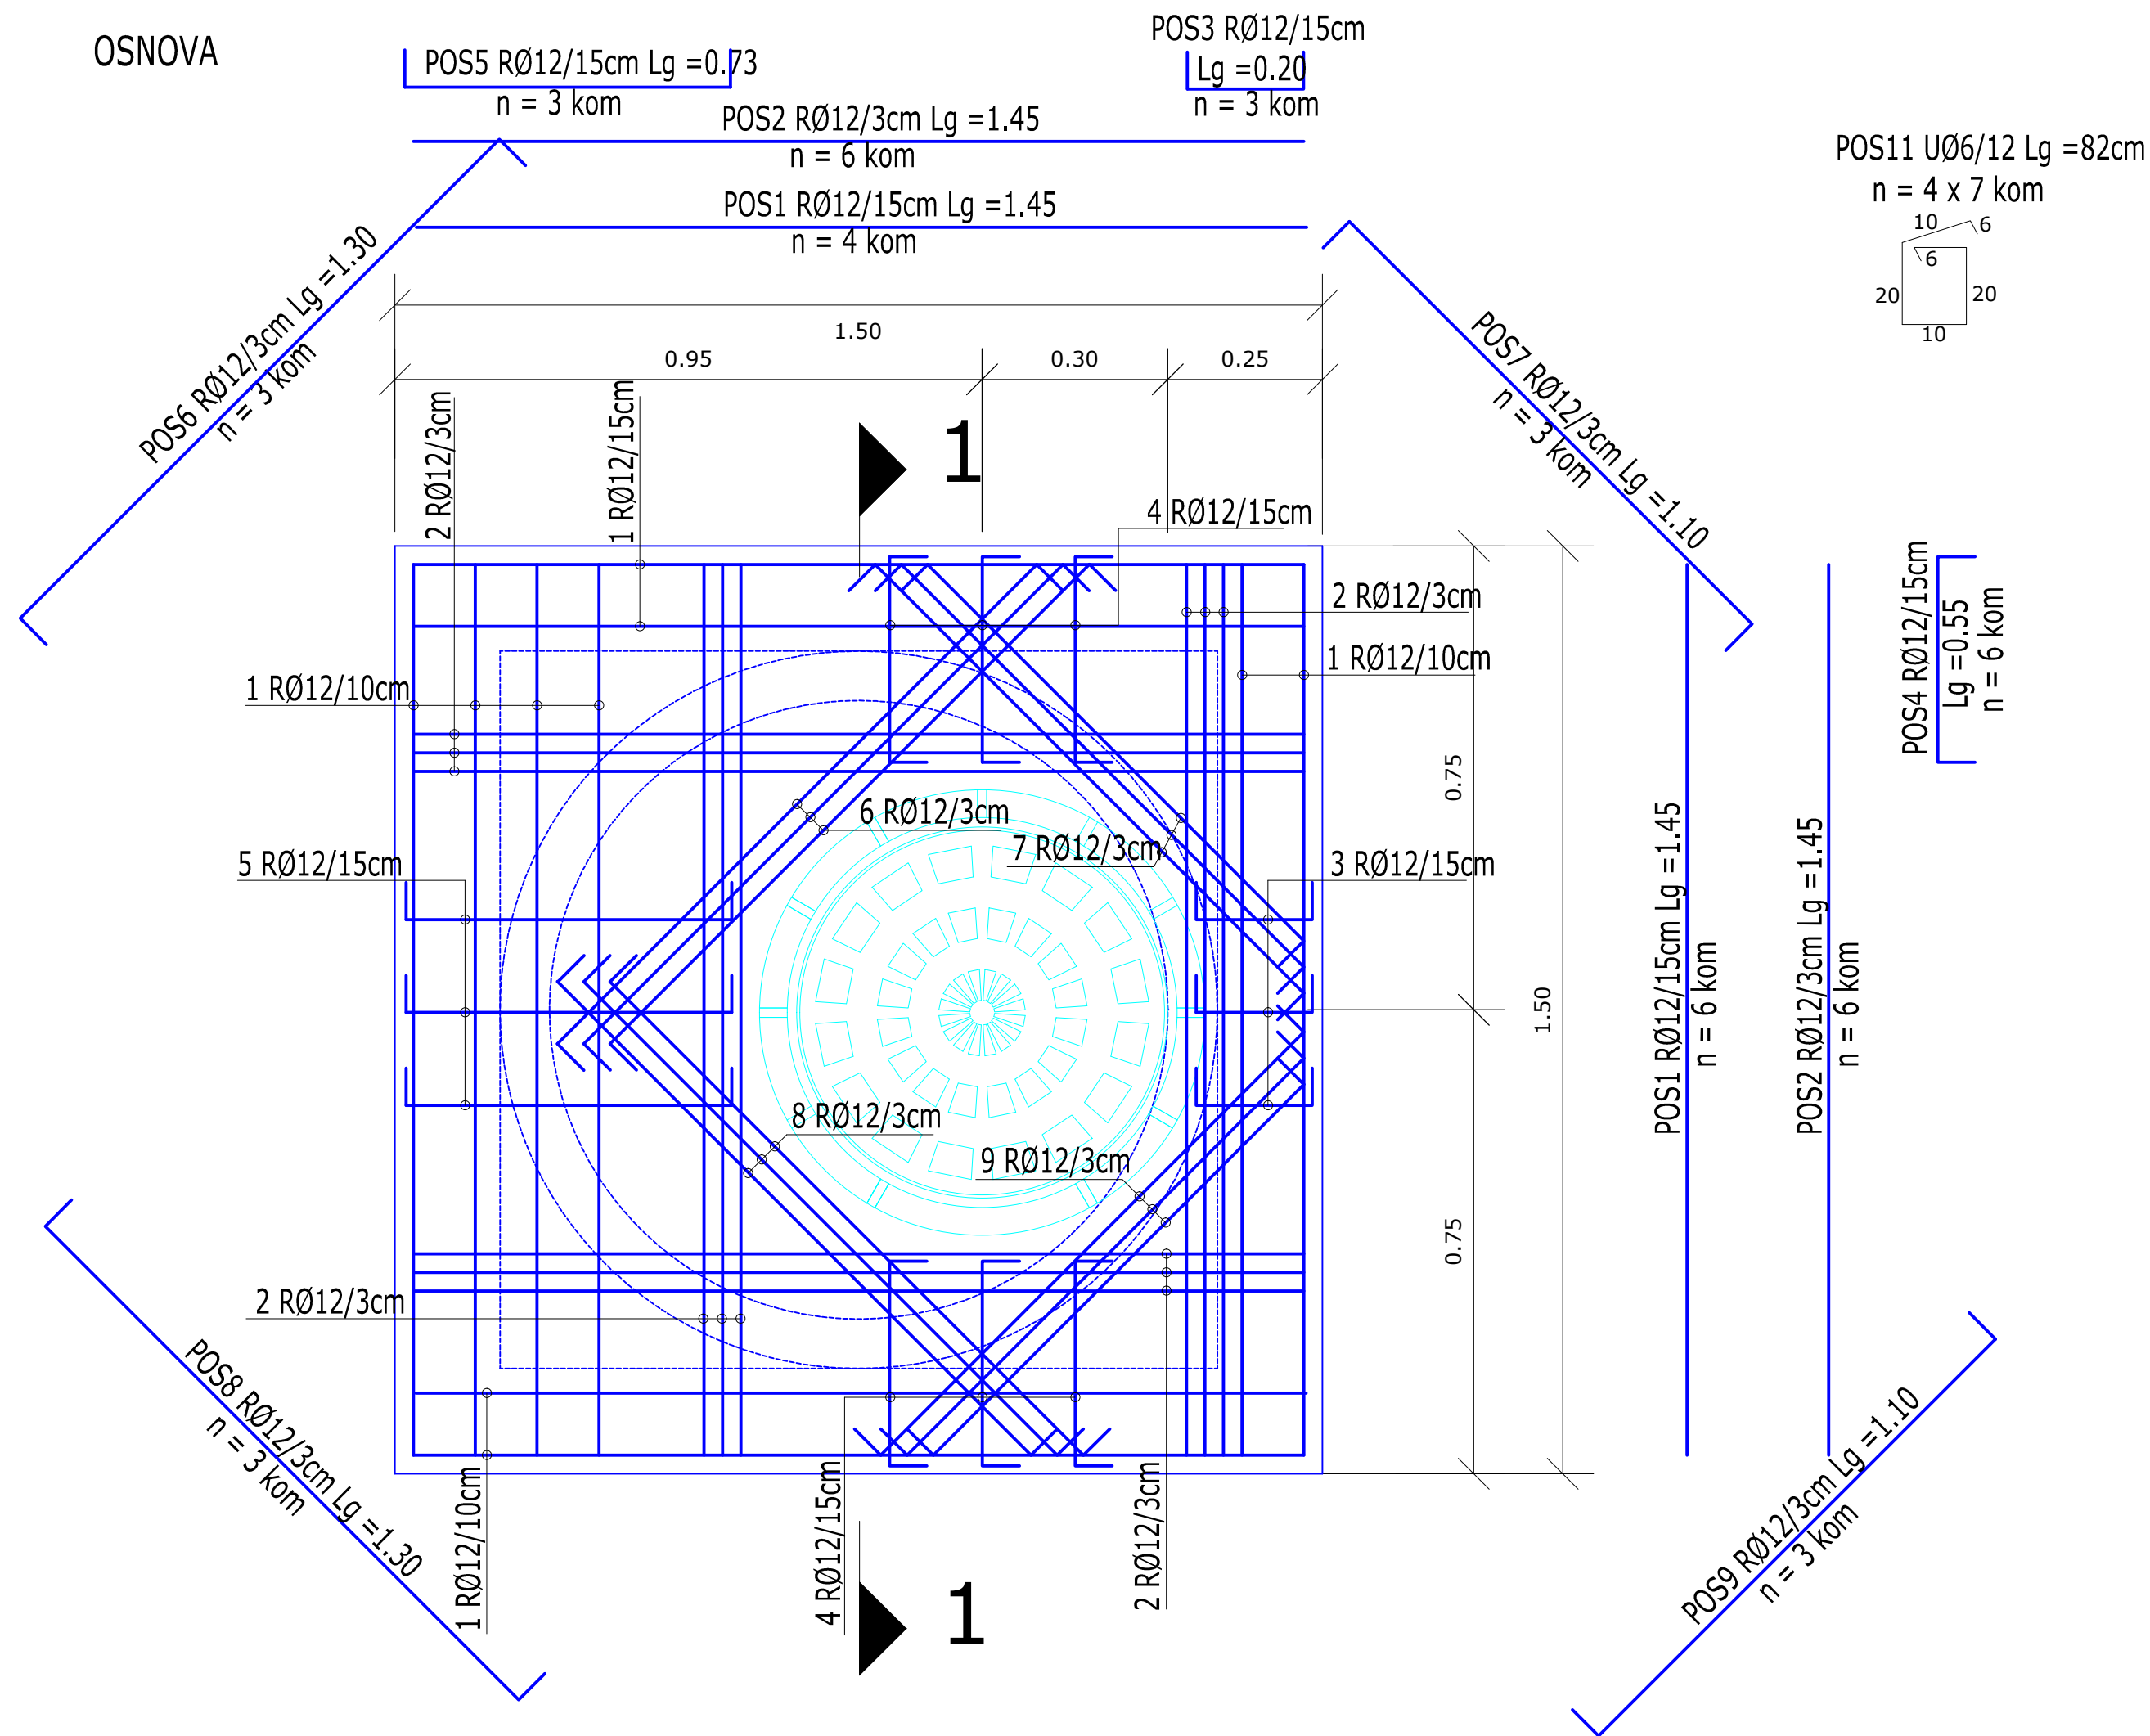 OSNOVA
POS5 RØ12/15cm Lg =0.73
n = 3 kom
POS3 RØ12/15cm
Lg =0.20
n = 3 kom
POS2 RØ12/3cm Lg =1.45
n = 6 kom
POS1 RØ12/15cm Lg =1.45
n = 4 kom
POS11 UØ6/12 Lg =82cm
n = 4 x 7 kom
10
6
6
20
20
10
POS6 RØ12/3cm Lg =1.30
n = 3 kom
POS7 RØ12/3cm Lg =1.10
n = 3 kom
1.50
0.95
0.30
0.25
2 RØ12/3cm
1 RØ12/15cm
1
4 RØ12/15cm
2 RØ12/3cm
1 RØ12/10cm
1 RØ12/10cm
POS4 RØ12/15cm
Lg =0.55
n = 6 kom
0.75
6 RØ12/3cm
7 RØ12/3cm
5 RØ12/15cm
3 RØ12/15cm
1.50
POS1 RØ12/15cm Lg =1.45
n = 6 kom
POS2 RØ12/3cm Lg =1.45
n = 6 kom
8 RØ12/3cm
9 RØ12/3cm
0.75
2 RØ12/3cm
POS8 RØ12/3cm Lg =1.30
n = 3 kom
1 RØ12/10cm
4 RØ12/15cm
2 RØ12/3cm
1
POS9 RØ12/3cm Lg =1.10
n = 3 kom